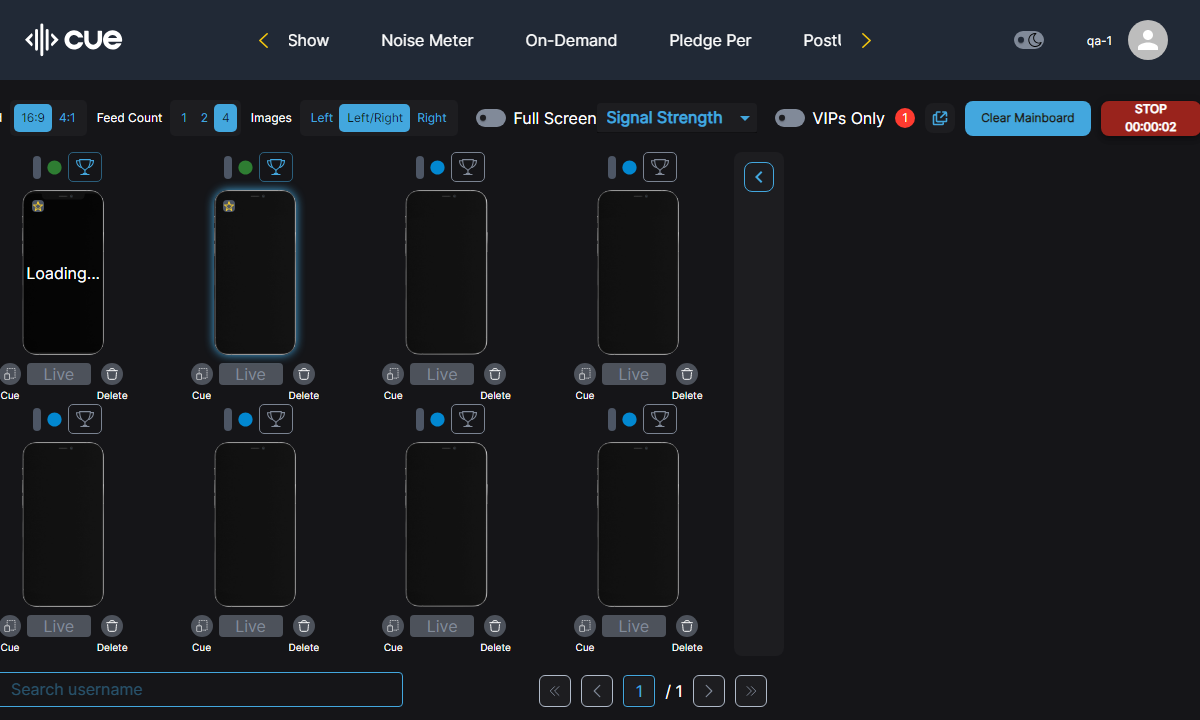 cue
Show
Noise Meter
On-Demand
Pledge Per
qa-1
16:9
4:1
Feed Count
1
2
4
Images
Left
Left/Right
Right
Full Screen
Signal Strength
VIPs Only
1
Clear Mainboard
STOP
00:00:02
Loading...
Live
Live
Live
Live
Cue
Delete
Cue
Delete
Cue
Delete
Cue
Delete
Live
Live
Live
Live
Cue
Delete
Cue
Delete
Cue
Delete
Cue
Delete
Search username
1
/ 1